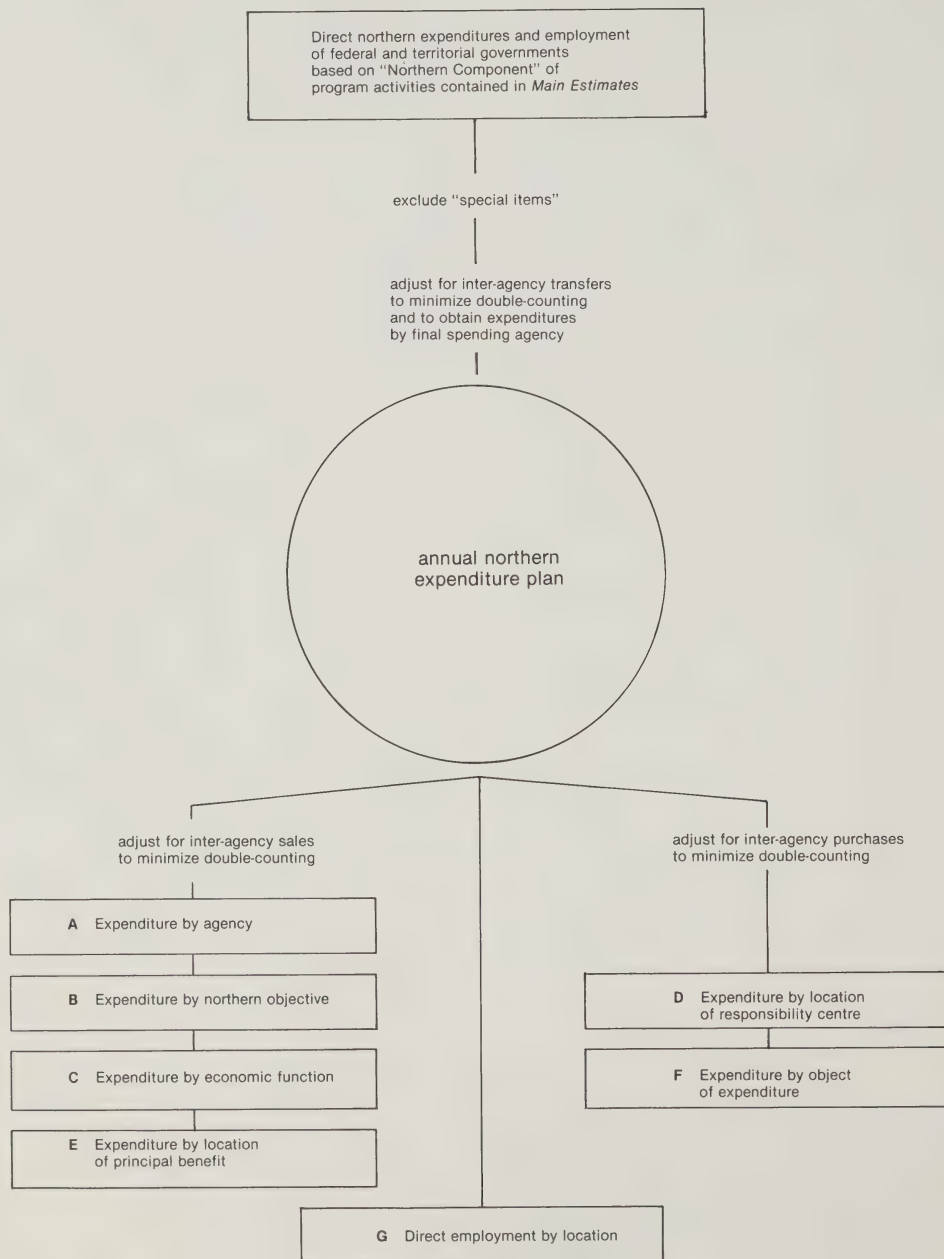 Direct northern expenditures and employment
of federal and territorial governments
based on "Northern Component" of
program activities contained in Main Estimates
exclude "special items"
adjust for inter-agency transfers
to minimize double-counting
and to obtain expenditures
by final spending agency
annual northern
expenditure plan
adjust for inter-agency sales
to minimize double-counting
A Expenditure by agency
B Expenditure by northern objective
C Expenditure by economic function
E Expenditure by location
of principal benefit
adjust for inter-agency purchases
to minimize double-counting
D Expenditure by location
of responsibility centre
F Expenditure by object
of expenditure
G Direct employment by location